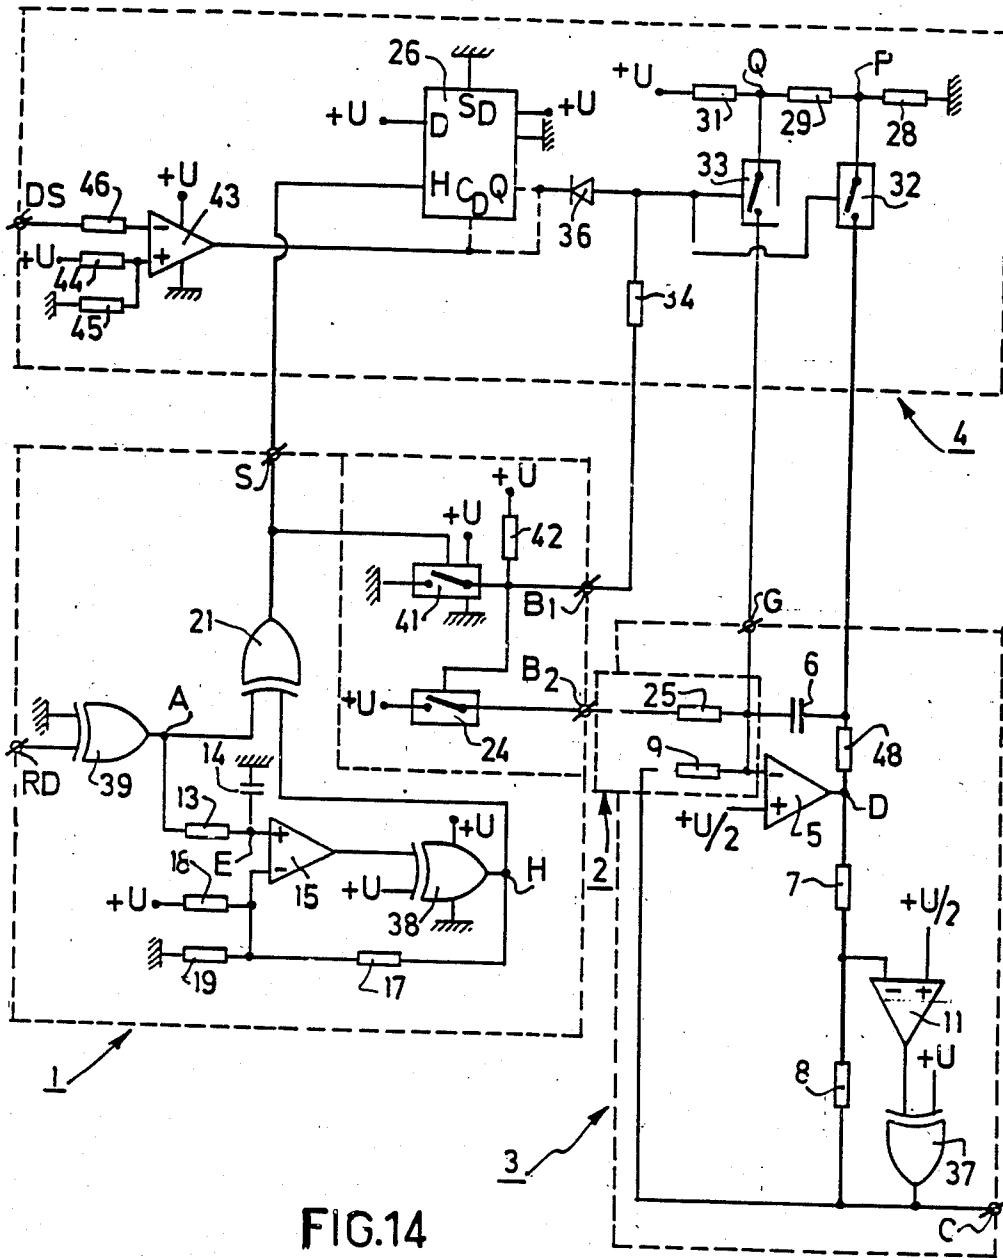 26
+U
D
SD
+U
H
CD
Q
36
+U
31
Q
29
P
28
33
32
DS
46
+U
43
+U
44
45
34
4
S
+U
+U
42
41
B1
G
21
B2
6
+U
24
25
9
48
A
39
RD
14
13
E
+
-
15
+U
+U
38
H
18
+U
19
17
-
+
5
D
+U/2
2
7
+U/2
-
+
11
+U
8
37
1
3
C
FIG.14